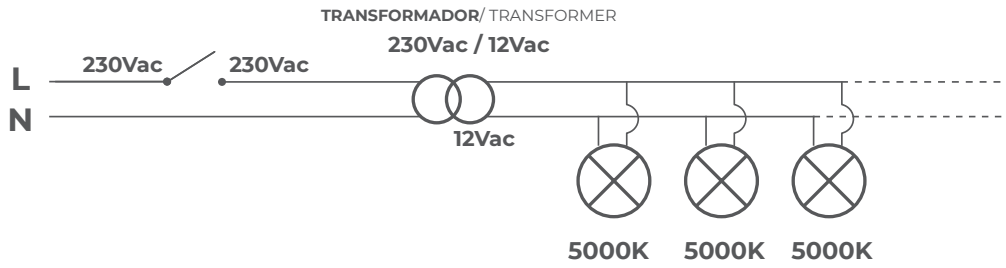 TRANSFORMADOR/ TRANSFORMER
230Vac / 12Vac
L 230Vac 230Vac
N
12Vac
5000K 5000K 5000K